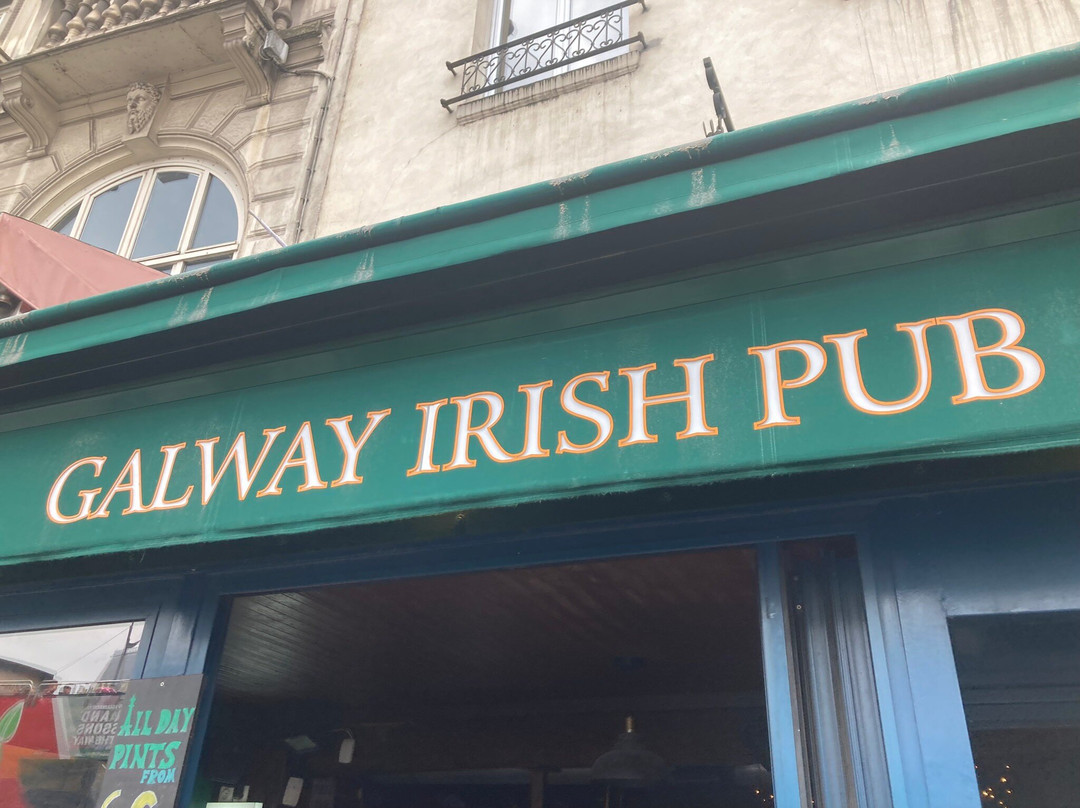 GALWAY IRISH PUB
ALL DAY
PINTS
FROM